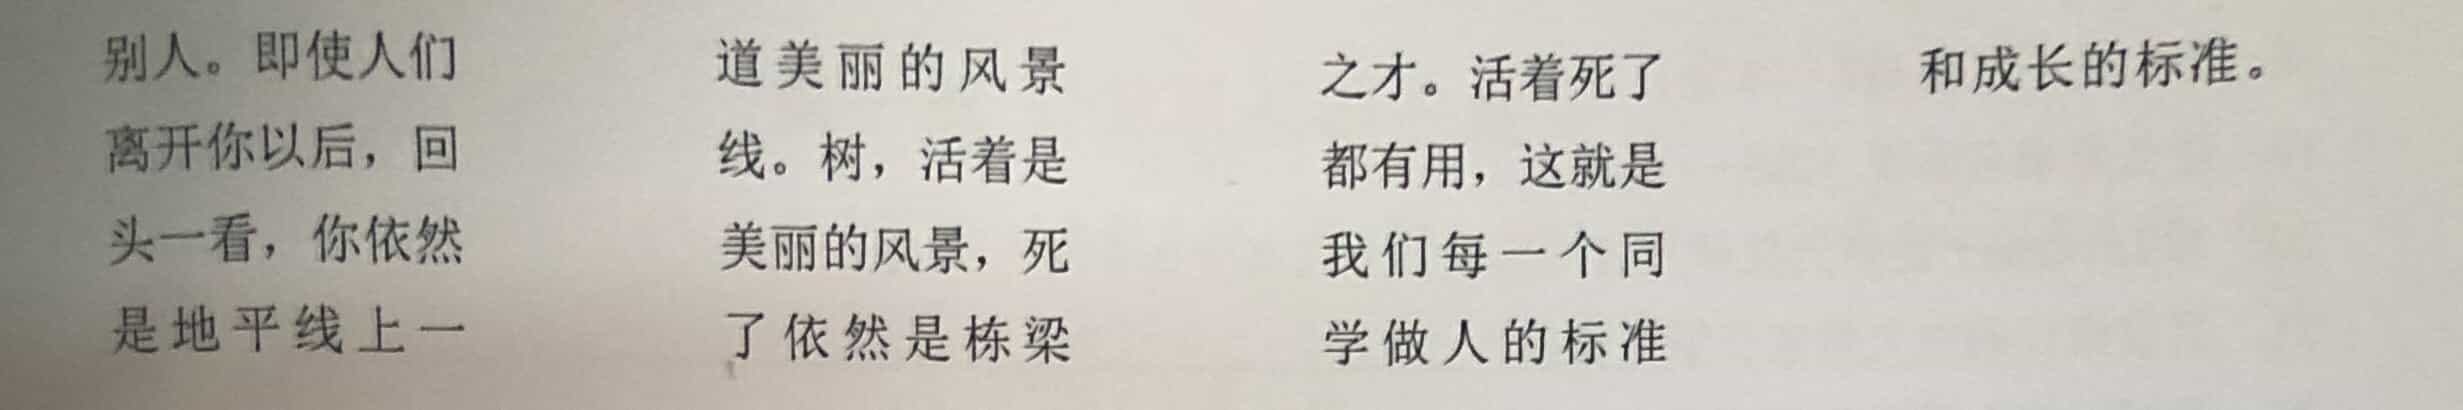 别人。即使人们
离开你以后，回
头一看，你依然
是地平线上一
道美丽的风景
线。树，活着是
美丽的风景，死
了依然是栋梁
之才。活着死了
都有用，这就是
我们每一个同
学做人的标准
和成长的标准。